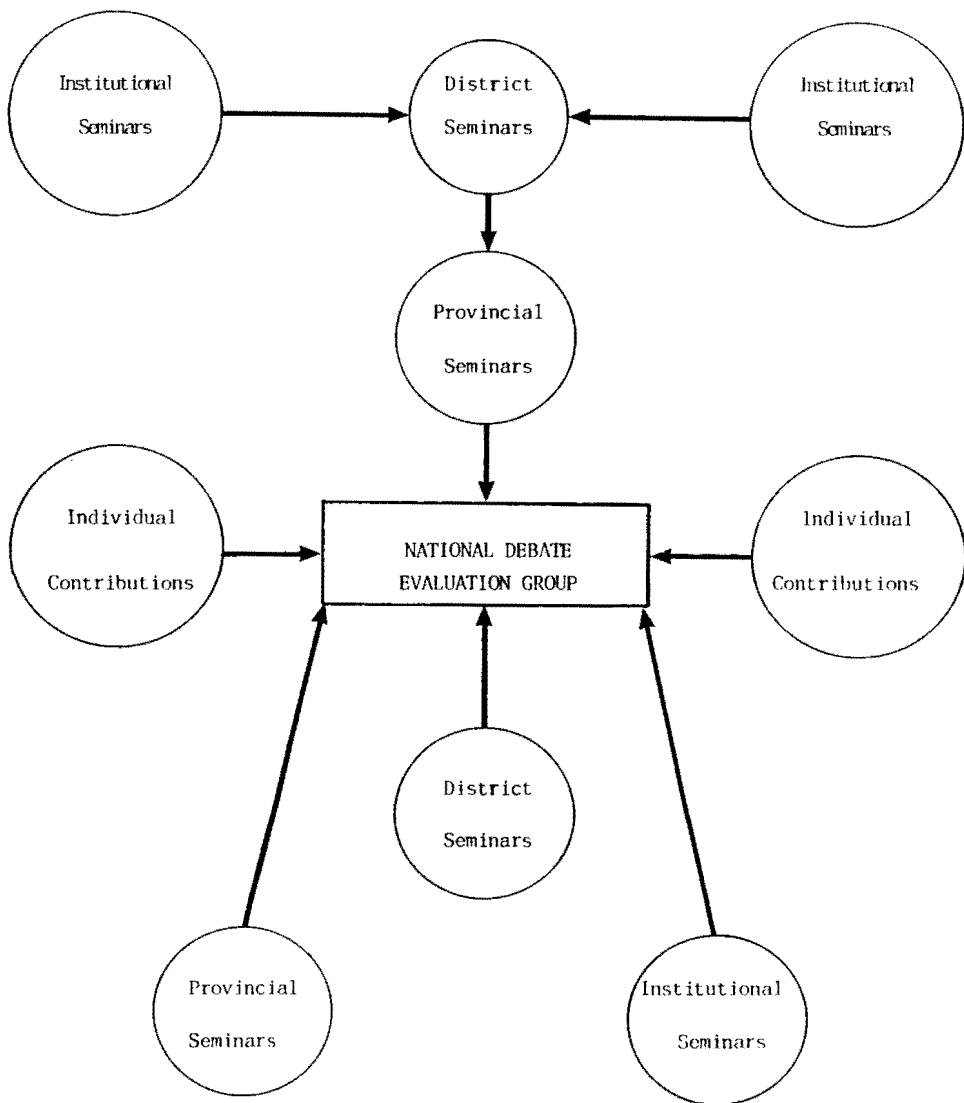 Institutional
Seminars
District
Seminars
Institutional
Seminars
Provincial
Seminars
Individual
Contributions
NATIONAL DEBATE
EVALUATION GROUP
Individual
Contributions
District
Seminars
Provincial
Seminars
Institutional
Seminars